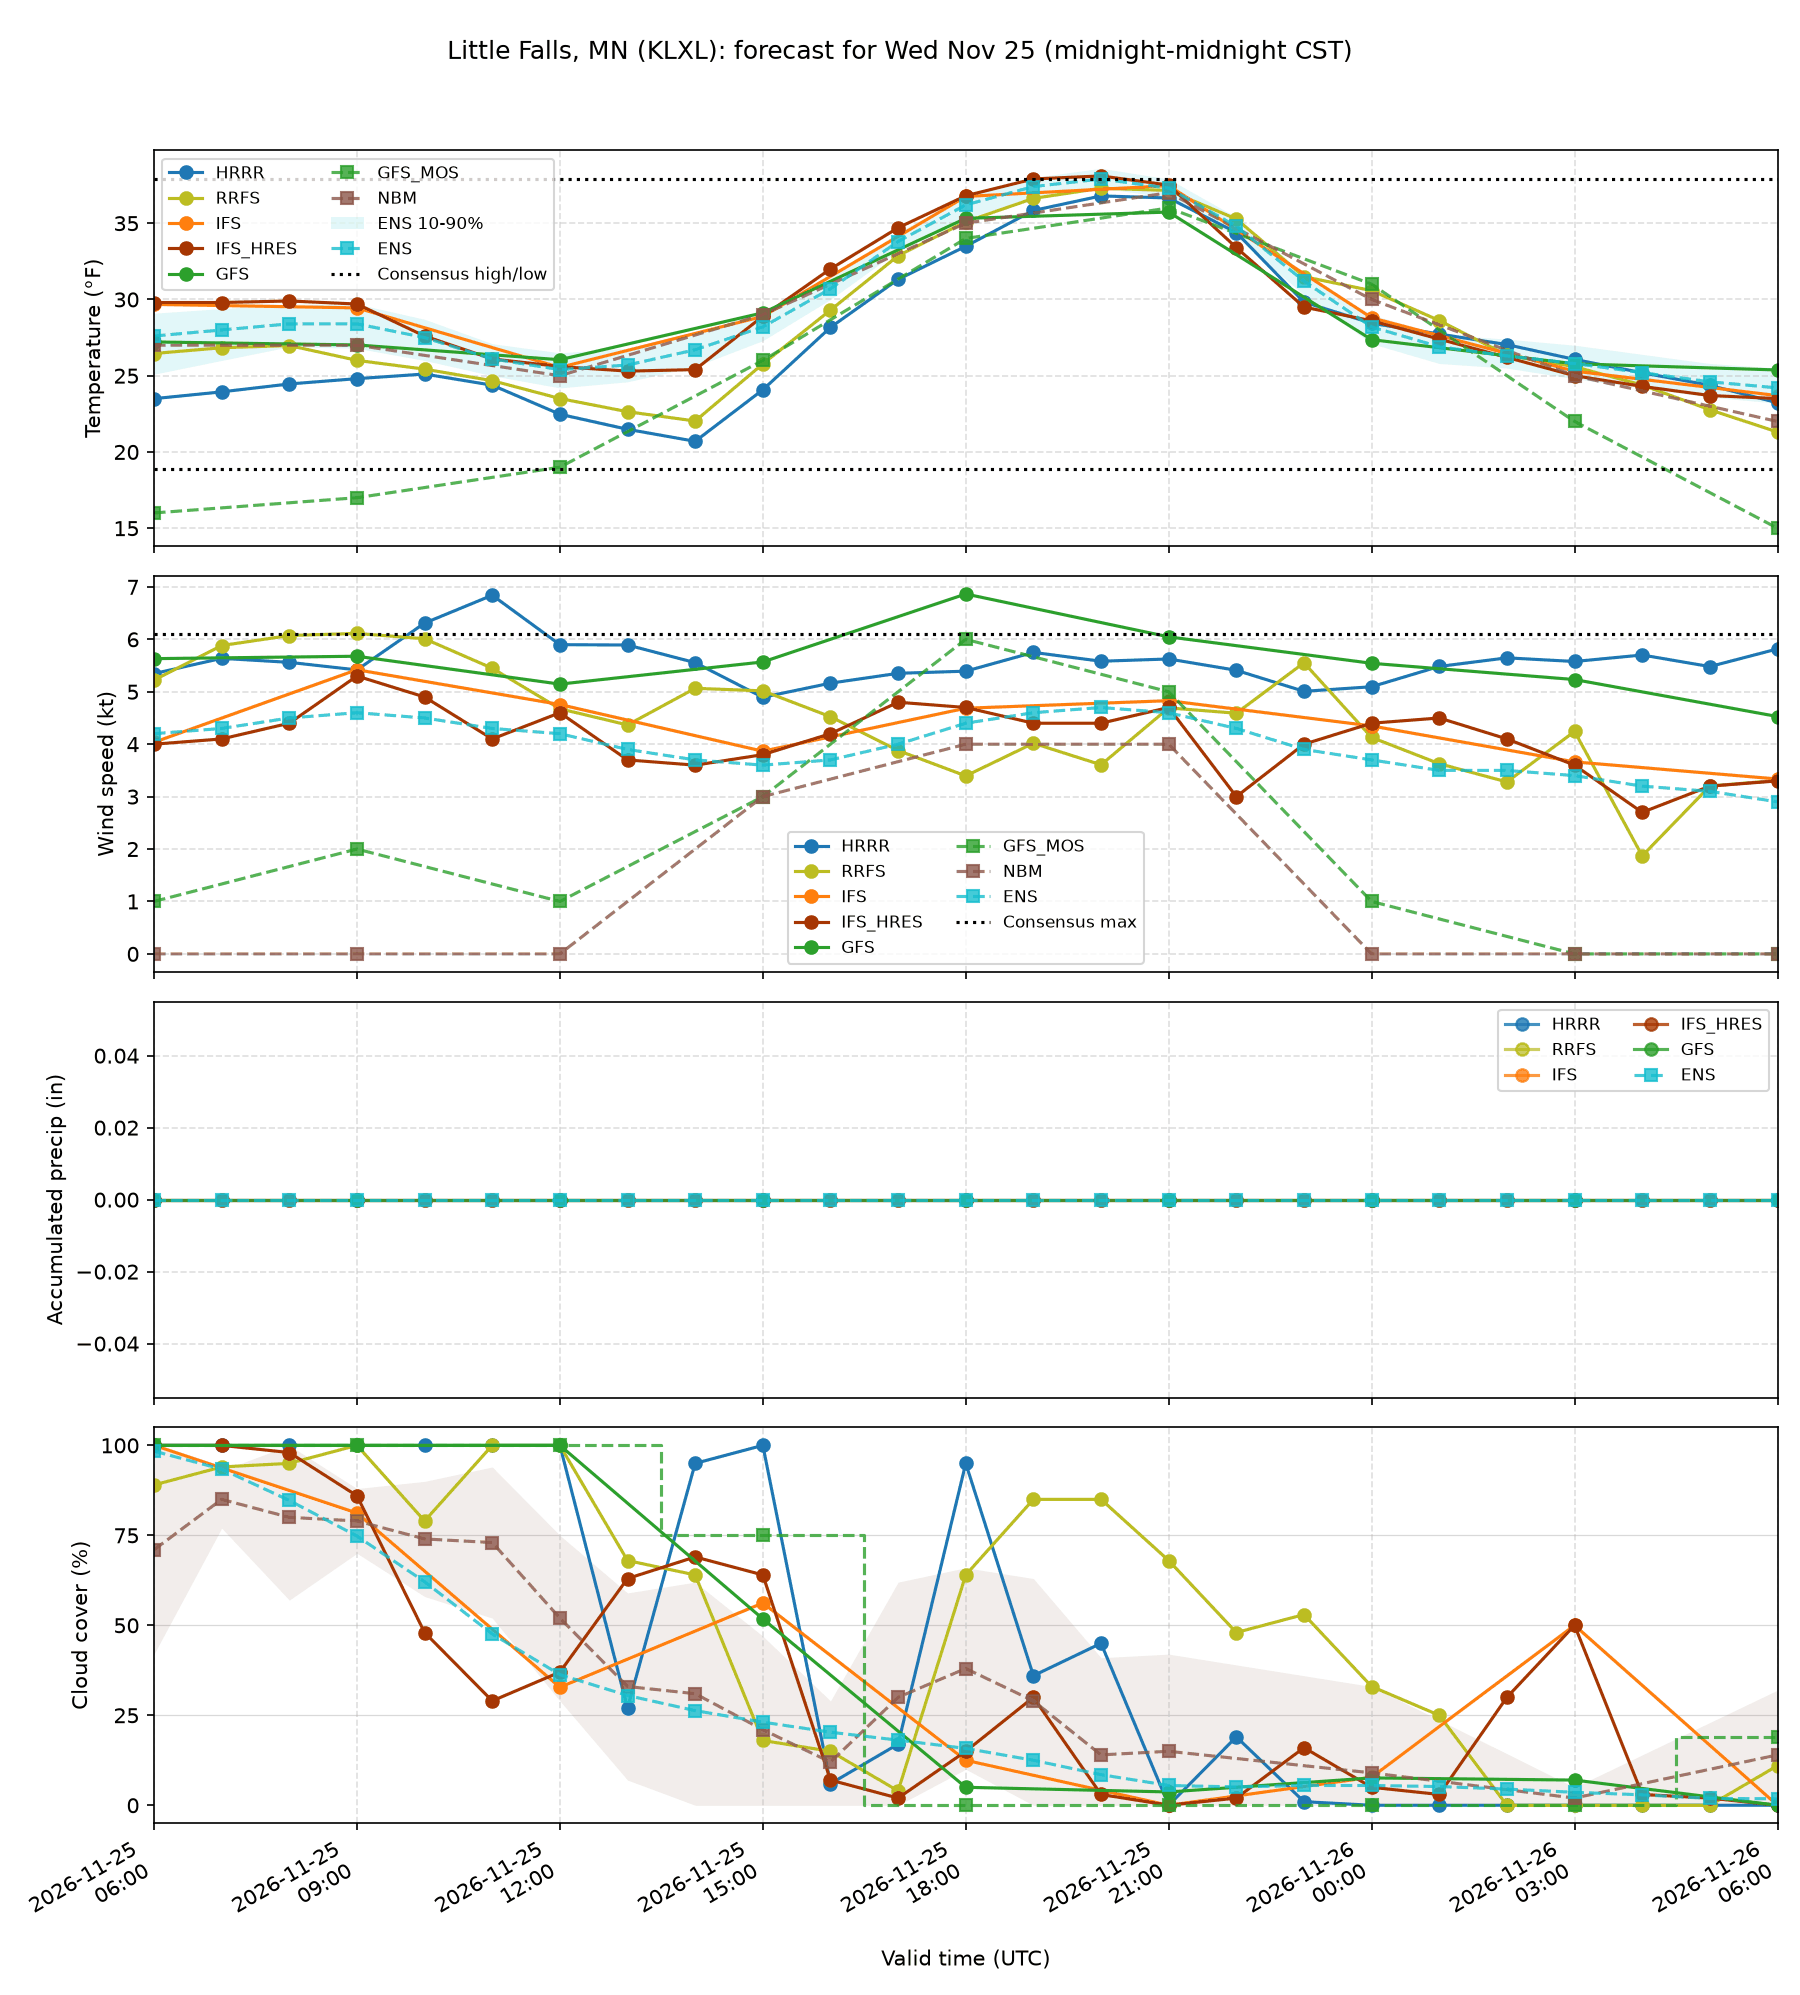 Little Falls, MN (KLXL): forecast for Wed Nov 25 (midnight-midnight CST)
HRRR
RRFS
IFS
IFS_HRES
GFS
GFS_MOS
NBM
ENS 10-90%
ENS
Consensus high/low
Temperature (°F)
35
30
25
20
15
Wind speed (kt)
7
6
5
4
3
2
1
0
HRRR
RRFS
IFS
IFS_HRES
GFS
GFS_MOS
NBM
ENS
Consensus max
Accumulated precip (in)
0.04
0.02
0.00
−0.02
−0.04
HRRR
RRFS
IFS
IFS_HRES
GFS
ENS
Cloud cover (%)
100
75
50
25
0
2026-11-25
06:00
2026-11-25
09:00
2026-11-25
12:00
2026-11-25
15:00
2026-11-25
18:00
2026-11-25
21:00
2026-11-26
00:00
2026-11-26
03:00
2026-11-26
06:00
Valid time (UTC)